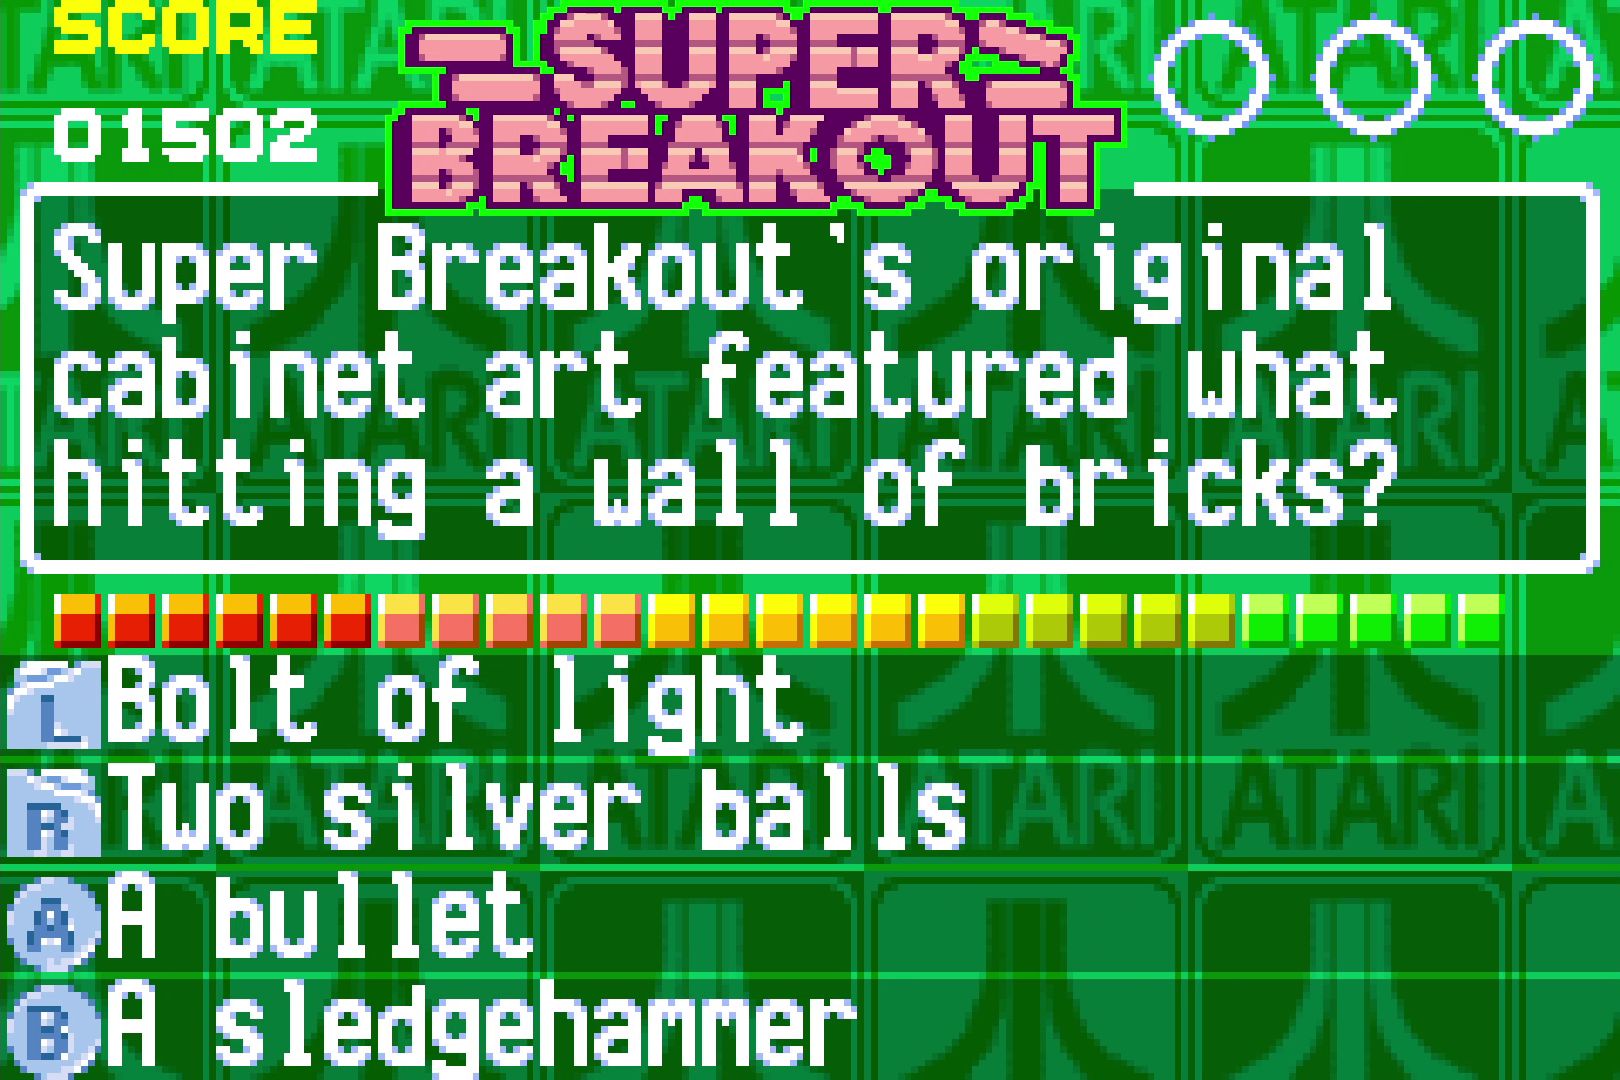 SCORE
SUPER
BREAKOUT
01502
Super Breakout's original
cabinet art featured what
hitting a wall of bricks?
L Bolt of light
R Two silver balls
A A bullet
B A sledgehammer